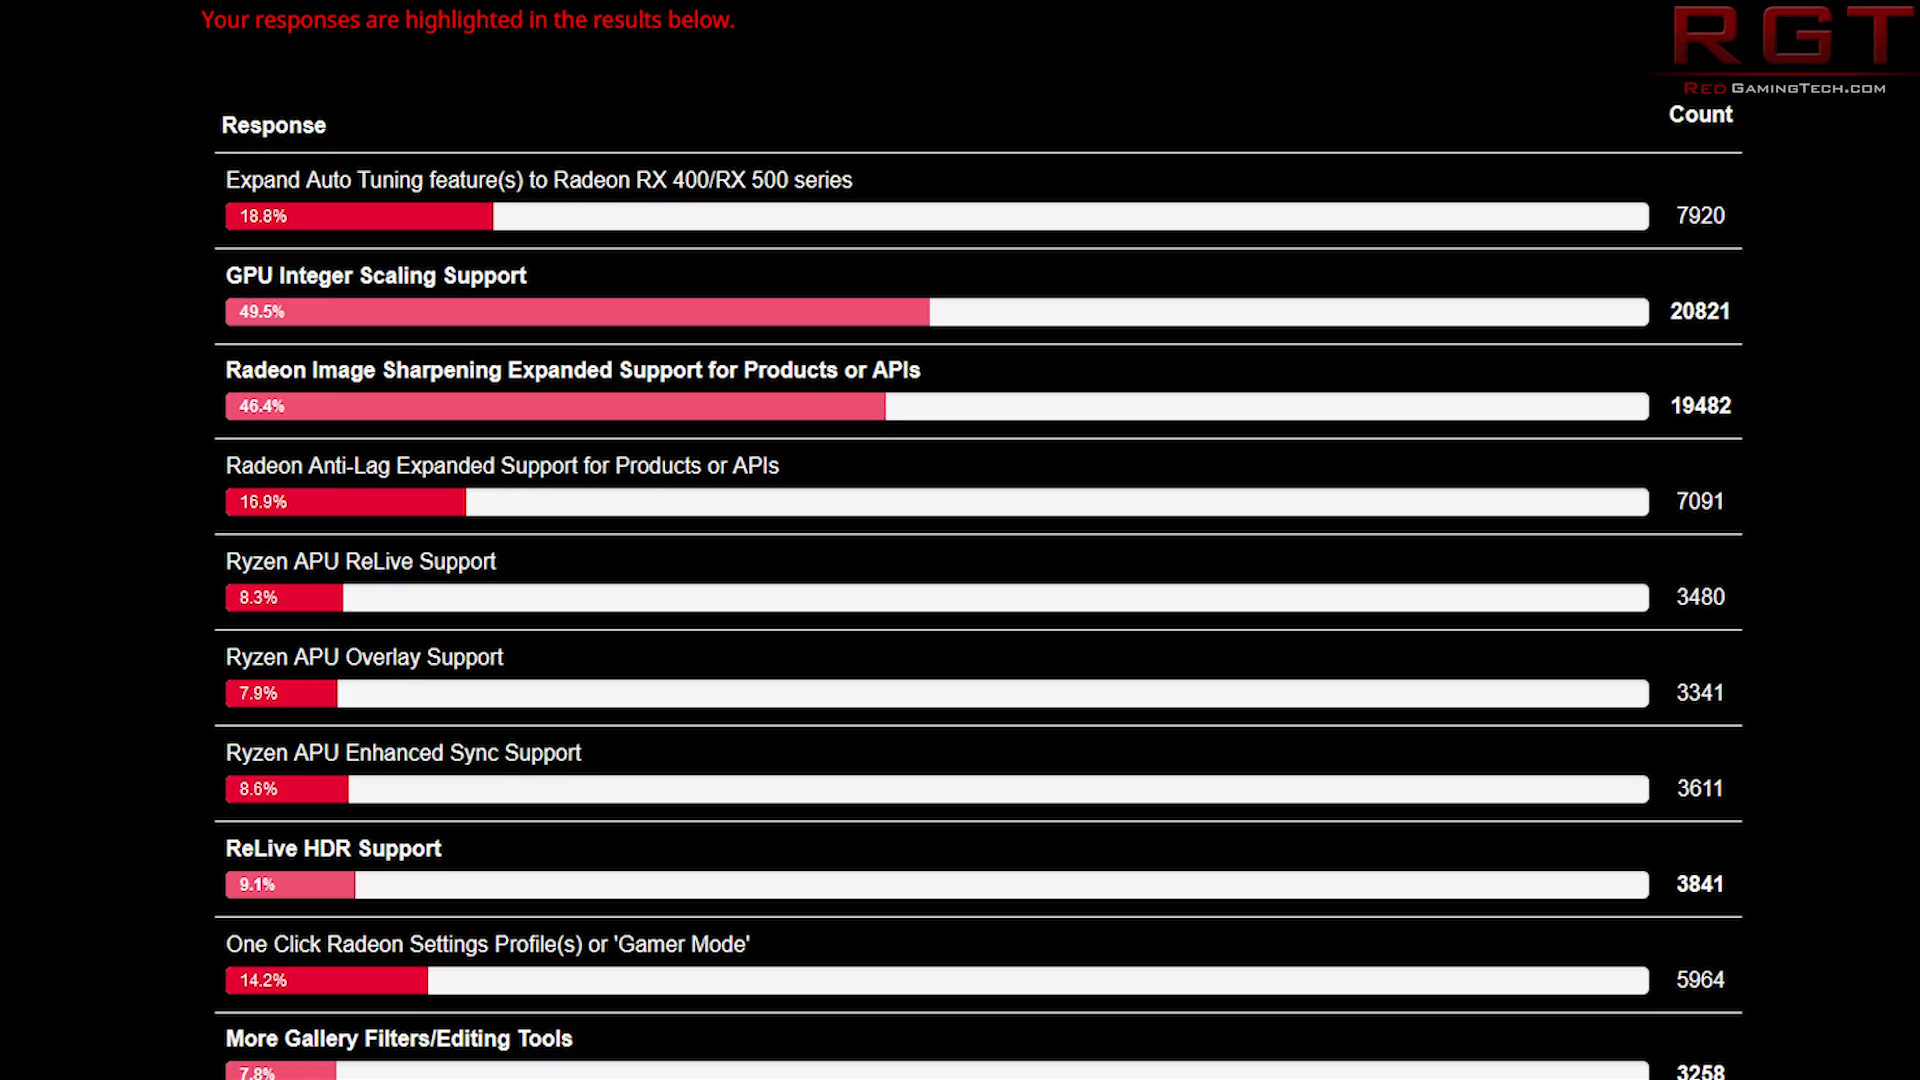 Your responses are highlighted in the results below.
RGT
RedGamingTech.com
Response
Count
Expand Auto Tuning feature(s) to Radeon RX 400/RX 500 series
18.8%
7920
GPU Integer Scaling Support
49.5%
20821
Radeon Image Sharpening Expanded Support for Products or APIs
46.4%
19482
Radeon Anti-Lag Expanded Support for Products or APIs
16.9%
7091
Ryzen APU ReLive Support
8.3%
3480
Ryzen APU Overlay Support
7.9%
3341
Ryzen APU Enhanced Sync Support
8.6%
3611
ReLive HDR Support
9.1%
3841
One Click Radeon Settings Profile(s) or 'Gamer Mode'
14.2%
5964
More Gallery Filters/Editing Tools
7.8%
3258